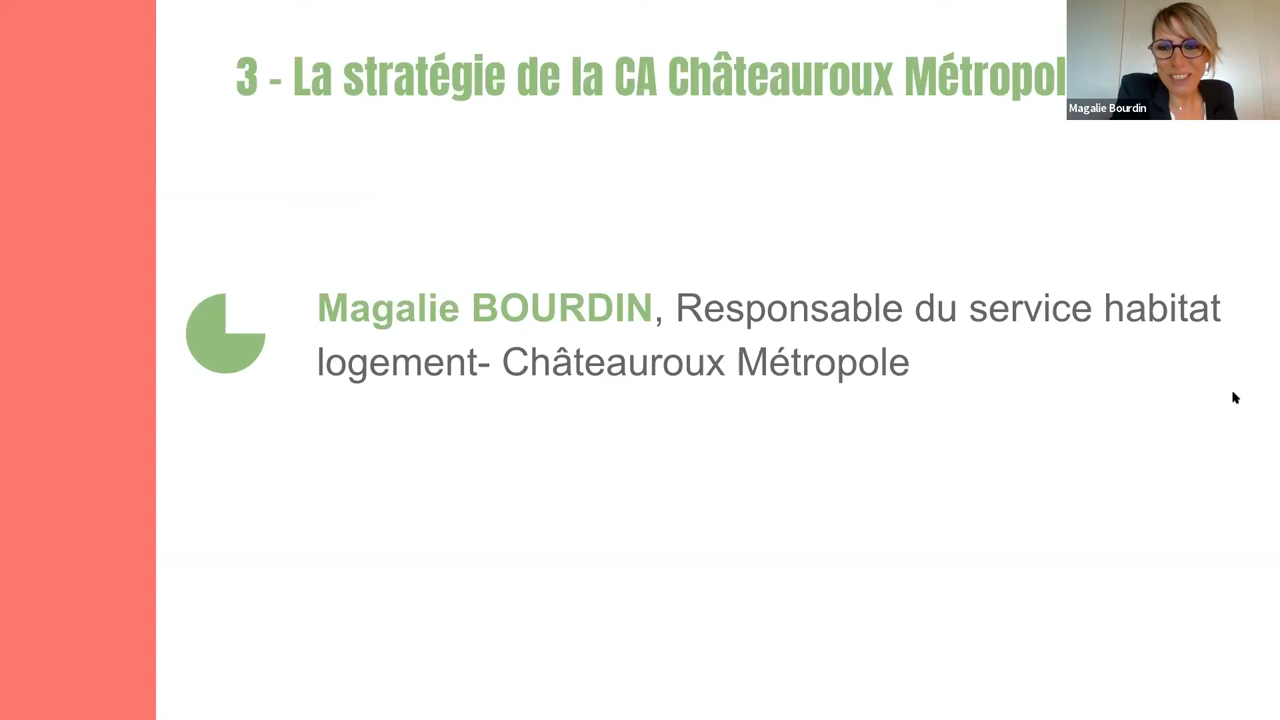 3 - La stratégie de la CA Châteauroux Métropol
Magalie Bourdin
Magalie BOURDIN, Responsable du service habitat
logement- Châteauroux Métropole